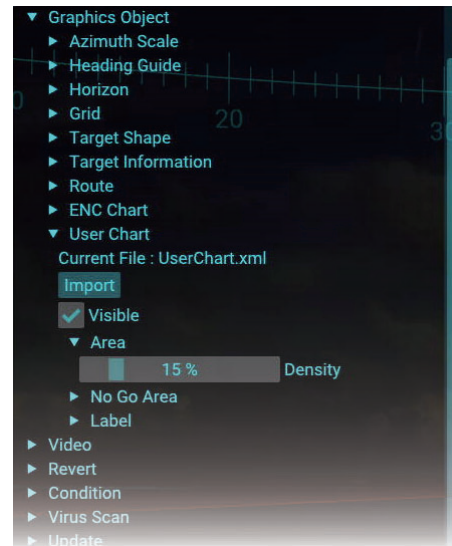 Graphics Object
Azimuth Scale
Heading Guide
Horizon
Grid
20
Target Shape
30
Target Information
Route
ENC Chart
User Chart
Current File : UserChart.xml
Import
Visible
Area
15 % Density
No Go Area
Label
Video
Revert
Condition
Virus Scan
Update